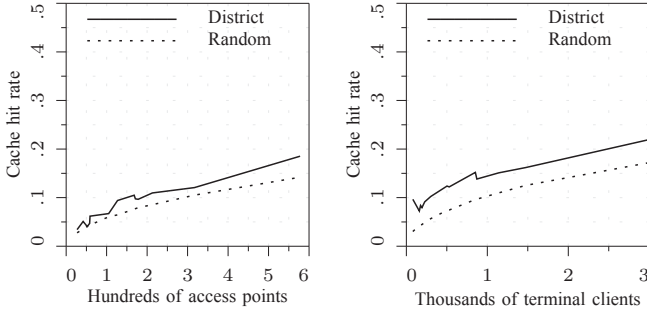 District
Random
Cache hit rate
.5
.4
.3
.2
.1
0
0 1 2 3 4 5 6
Hundreds of access points
District
Random
Cache hit rate
.5
.4
.3
.2
.1
0
0 1 2 3
Thousands of terminal clients